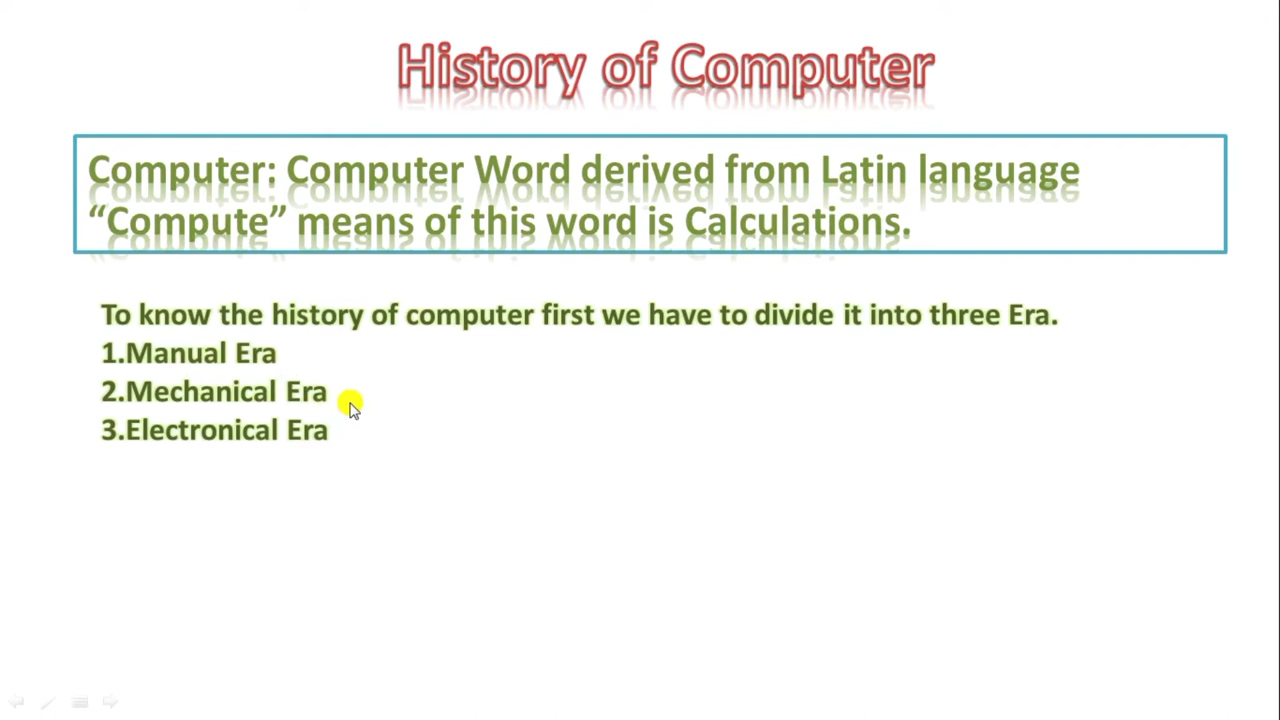 History of Computer
Computer: Computer Word derived from Latin language
“Compute” means of this word is Calculations.
To know the history of computer first we have to divide it into three Era.
1.Manual Era
2.Mechanical Era
3.Electronical Era